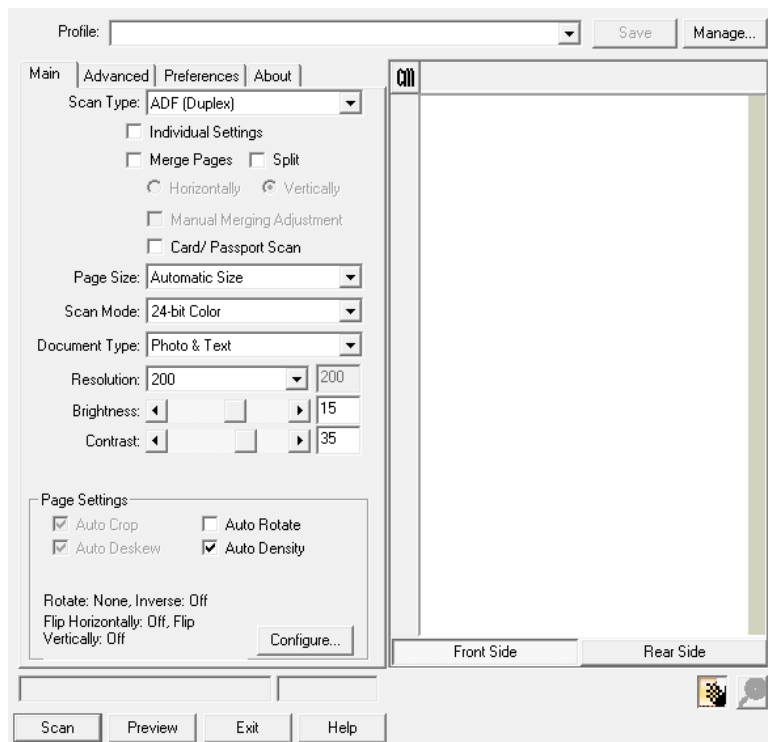 Profile:
Save
Manage...
Main
Advanced
Preferences
About
Scan Type: ADF (Duplex)
Individual Settings
Merge Pages
Split
Horizontally
Vertically
Manual Merging Adjustment
Card/ Passport Scan
Page Size: Automatic Size
Scan Mode: 24-bit Color
Document Type: Photo & Text
Resolution: 200
200
Brightness:
15
Contrast:
35
Page Settings
Auto Crop
Auto Rotate
Auto Deskew
Auto Density
Rotate: None, Inverse: Off
Flip Horizontally: Off, Flip
Vertically: Off
Configure...
Front Side
Rear Side
Scan
Preview
Exit
Help